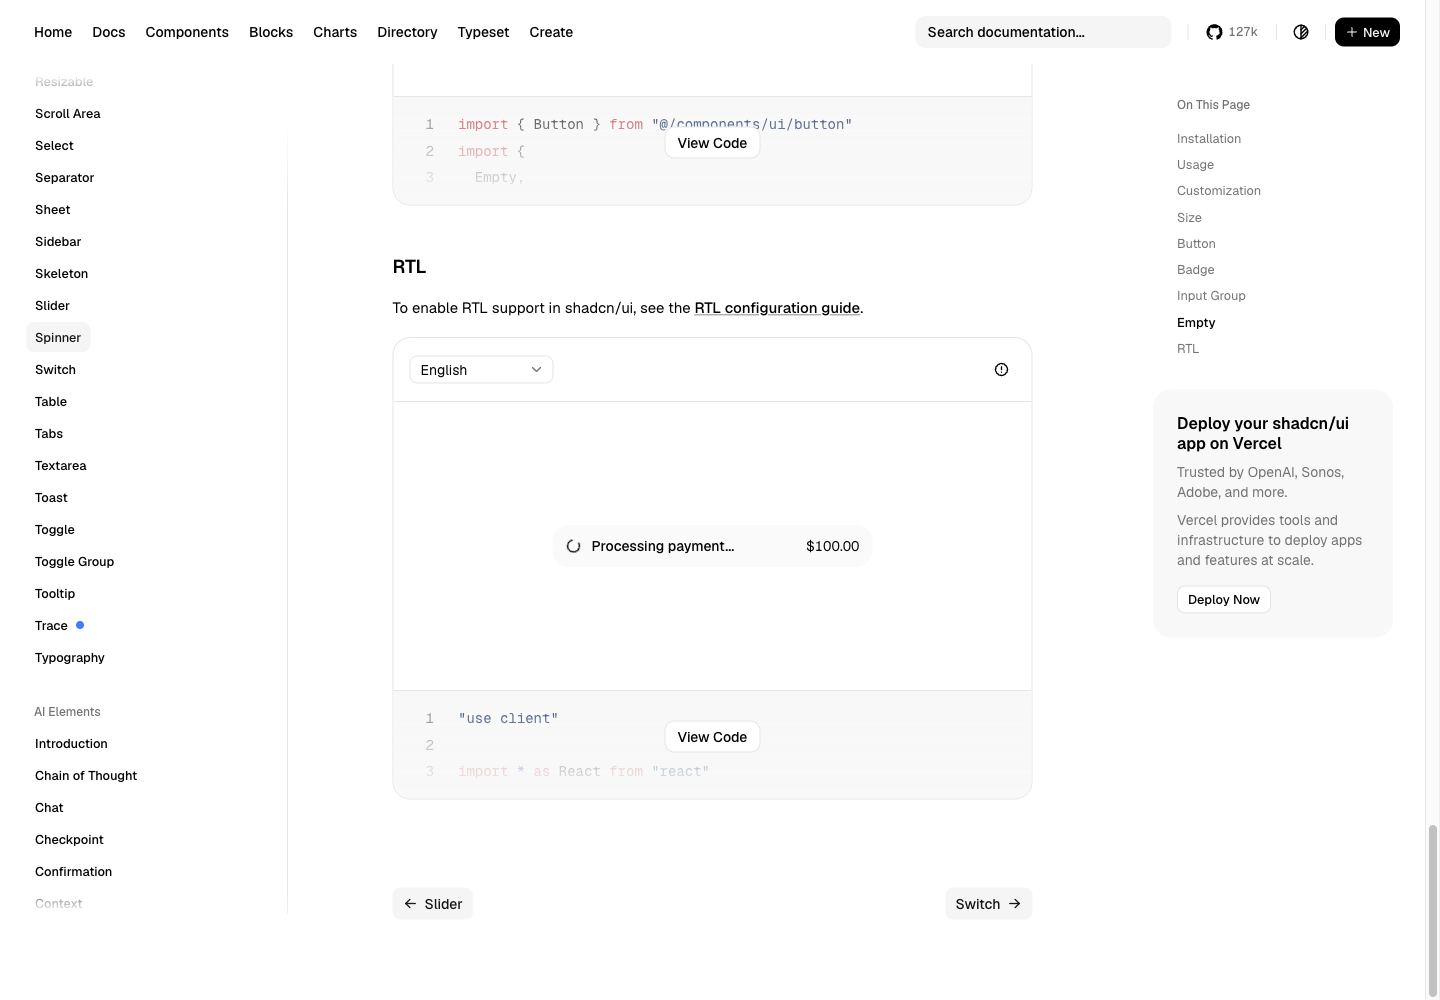 Home Docs Components Blocks Charts Directory Typeset Create
Search documentation...
127k
New
Resizable
Scroll Area
Select
Separator
Sheet
Sidebar
Skeleton
Slider
Spinner
Switch
Table
Tabs
Textarea
Toast
Toggle
Toggle Group
Tooltip
Trace
Typography
AI Elements
Introduction
Chain of Thought
Chat
Checkpoint
Confirmation
Context
1 import { Button } from "@/components/ui/button"
2 import {
3 Empty,
View Code
RTL
To enable RTL support in shadcn/ui, see the RTL configuration guide.
English
Processing payment... $100.00
1 "use client"
2
3 import * as React from "react"
View Code
Slider
Switch
On This Page
Installation
Usage
Customization
Size
Button
Badge
Input Group
Empty
RTL
Deploy your shadcn/ui
app on Vercel
Trusted by OpenAI, Sonos,
Adobe, and more.
Vercel provides tools and
infrastructure to deploy apps
and features at scale.
Deploy Now